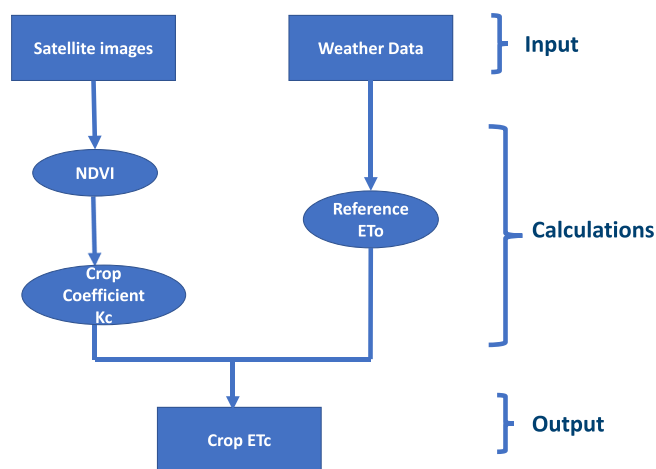 Satellite images
Weather Data
Input
NDVI
Reference
ETo
Calculations
Crop
Coefficient
Kc
Output
Crop ETc